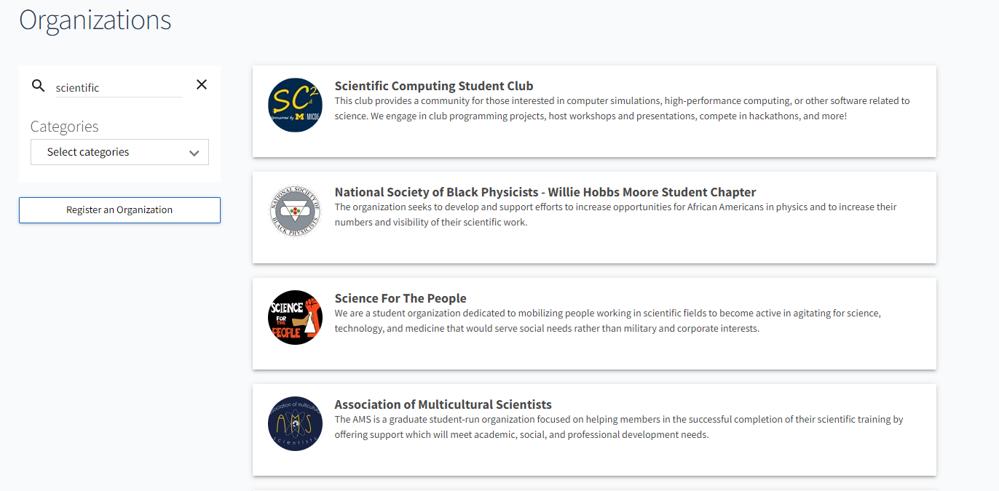 Organizations
scientific
Categories
Select categories
Register an Organization
SC2
Sponsored by M MICDE
Scientific Computing Student Club
This club provides a community for those interested in computer simulations, high-performance computing, or other software related to
science. We engage in club programming projects, host workshops and presentations, compete in hackathons, and more!
NATIONAL SOCIETY OF
BLACK PHYSICISTS
National Society of Black Physicists - Willie Hobbs Moore Student Chapter
The organization seeks to develop and support efforts to increase opportunities for African Americans in physics and to increase their
numbers and visibility of their scientific work.
SCIENCE
FOR
THE
PEOPLE
Science For The People
We are a student organization dedicated to mobilizing people working in scientific fields to become active in agitating for science,
technology, and medicine that would serve social needs rather than military and corporate interests.
sociation of multicultura
AMS
scientists
Association of Multicultural Scientists
The AMS is a graduate student-run organization focused on helping members in the successful completion of their scientific training by
offering support which will meet academic, social, and professional development needs.